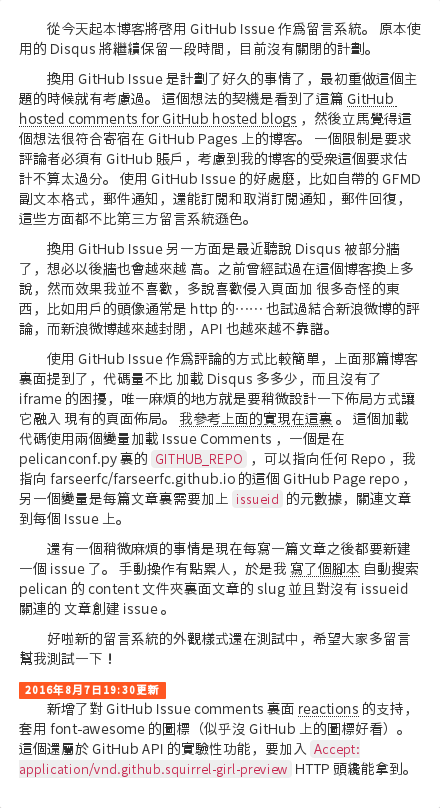 從今天起本博客將啓用 GitHub Issue 作爲留言系統。 原本使
用的 Disqus 將繼續保留一段時間，目前沒有關閉的計劃。
換用 GitHub Issue 是計劃了好久的事情了，最初重做這個主
題的時候就有考慮過。 這個想法的契機是看到了這篇 GitHub
hosted comments for GitHub hosted blogs ，然後立馬覺得這
個想法很符合寄宿在 GitHub Pages 上的博客。 一個限制是要求
評論者必須有 GitHub 賬戶，考慮到我的博客的受衆這個要求估
計不算太過分。 使用 GitHub Issue 的好處麼，比如自帶的 GFMD
富文本格式，郵件通知，還能訂閱和取消訂閱通知，郵件回復，
這些方面都不比第三方留言系統遜色。
換用 GitHub Issue 另一方面是最近聽說 Disqus 被部分牆
了，想必以後牆也會越來越 高。之前曾經試過在這個博客換上多
說，然而效果我並不喜歡，多說喜歡侵入頁面加 很多奇怪的東
西，比如用戶的頭像通常是 http 的…… 也試過結合新浪微博的評
論，而新浪微博越來越封閉，API 也越來越不靠譜。
使用 GitHub Issue 作爲評論的方式比較簡單，上面那篇博客
裏面提到了，代碼量不比 加載 Disqus 多多少，而且沒有了
iframe 的困擾，唯一麻煩的地方就是要稍微設計一下佈局方式讓
它融入 現有的頁面佈局。 我參考上面的實現在這裏 。 這個加載
代碼使用兩個變量加載 Issue Comments ，一個是在
pelicanconf.py 裏的 GITHUB_REPO ，可以指向任何 Repo ，我
指向 farseerfc/farseerfc.github.io 的這個 GitHub Page repo ，
另一個變量是每篇文章裏需要加上 issueid 的元數據，關連文章
到每個 Issue 上。
還有一個稍微麻煩的事情是現在每寫一篇文章之後都要新建
一個 issue 了。 手動操作有點累人，於是我 寫了個腳本 自動搜索
pelican 的 content 文件夾裏面文章的 slug 並且對沒有 issueid
關連的 文章創建 issue 。
好啦新的留言系統的外觀樣式還在測試中，希望大家多留言
幫我測試一下！
2016年8月7日19:30更新
新增了對 GitHub Issue comments 裏面 reactions 的支持，
套用 font-awesome 的圖標（似乎沒 GitHub 上的圖標好看）。
這個還屬於 GitHub API 的實驗性功能，要加入 Accept:
application/vnd.github.squirrel-girl-preview HTTP 頭纔能拿到。